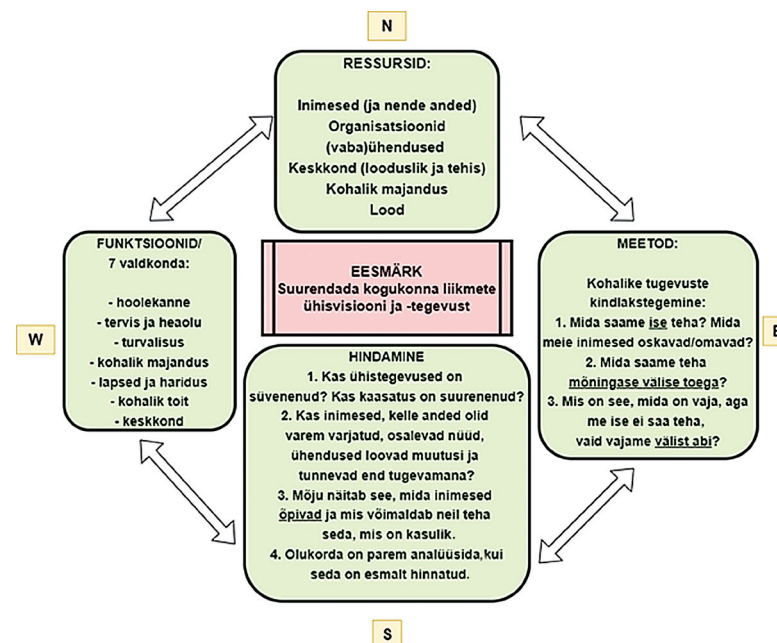 N
RESSURSID:
Inimesed (ja nende anded)
Organisatsioonid
(vaba)ühendused
Keskkond (looduslik ja tehis)
Kohalik majandus
Lood
FUNKTSIOONID/
7 valdkonda:
- hoolekanne
- tervis ja heaolu
- turvalisus
- kohalik majandus
- lapsed ja haridus
- kohalik toit
- keskkond
W
EESMÄRK
Suurendada kogukonna liikmete
ühisvisiooni ja -tegevust
MEETOD:
Kohalike tugevuste
kindlakstegemine:
1. Mida saame ise teha? Mida
meie inimesed oskavad/omavad?
2. Mida saame teha
mõningase välise toega?
3. Mis on see, mida on vaja, aga
me ise ei saa teha,
vaid vajame välist abi?
E
HINDAMINE
1. Kas ühistegevused on
süvenenud? Kas kaasatus on suurenenud?
2. Kas inimesed, kelle anded olid
varem varjatud, osalevad nüüd,
ühendused loovad muutusi ja
tunnevad end tugevamana?
3. Mõju näitab see, mida inimesed
õpivad ja mis võimaldab neil teha
seda, mis on kasulik.
4. Olukorda on parem analüüsida,kui
seda on esmalt hinnatud.
S